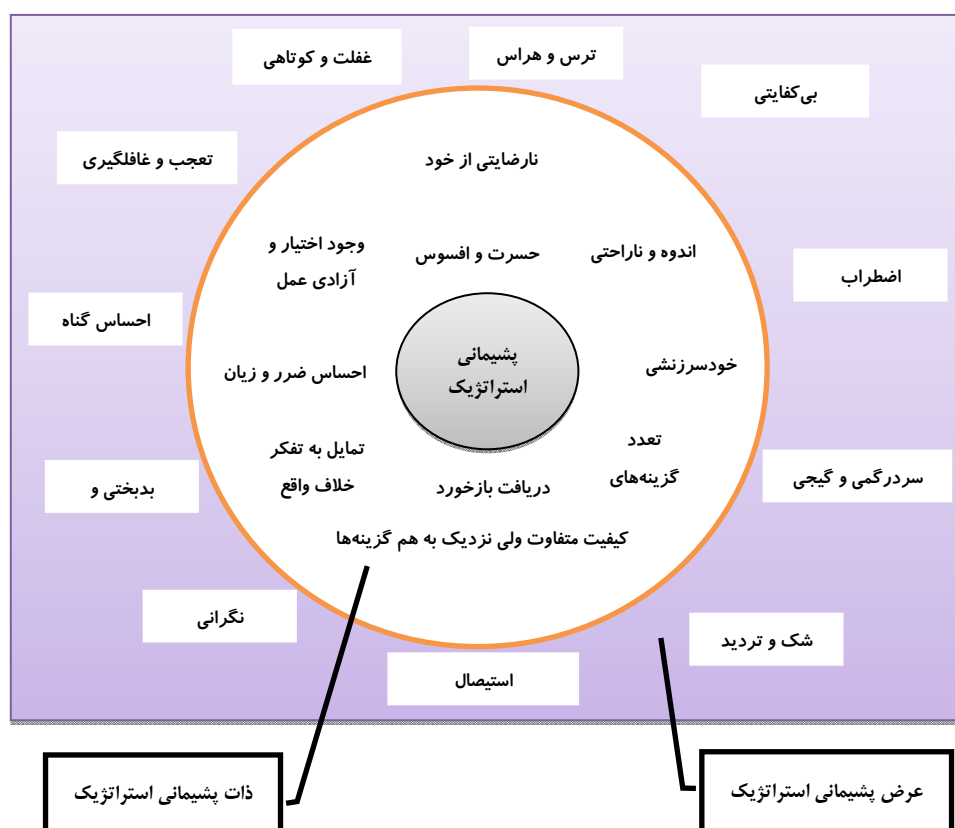 ترس و هراس
غفلت و کوتاهی
بی‌کفایتی
تعجب و غافلگیری
نارضایتی از خود
اندوه و ناراحتی
حسرت و افسوس
وجود اختیار و
آزادی عمل
اضطراب
احساس گناه
پشیمانی
استراتژیک
خودسرزنشی
احساس ضرر و زیان
تعدد
گزینه‌های
تمایل به تفکر
خلاف واقع
دریافت بازخورد
سردرگمی و گیجی
بدبختی و
کیفیت متفاوت ولی نزدیک به هم گزینه‌ها
نگرانی
شک و تردید
استیصال
عرض پشیمانی استراتژیک
ذات پشیمانی استراتژیک